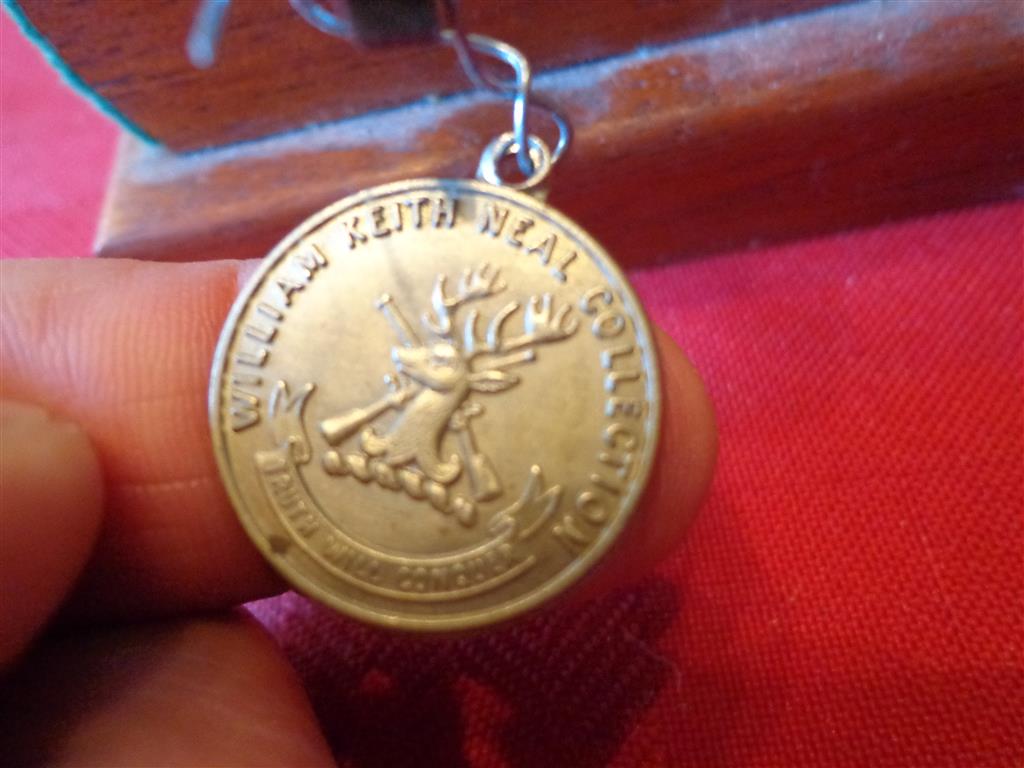 WILLIAM KEITH NEAL COLLECTION
TRUTH WILL CONQUER